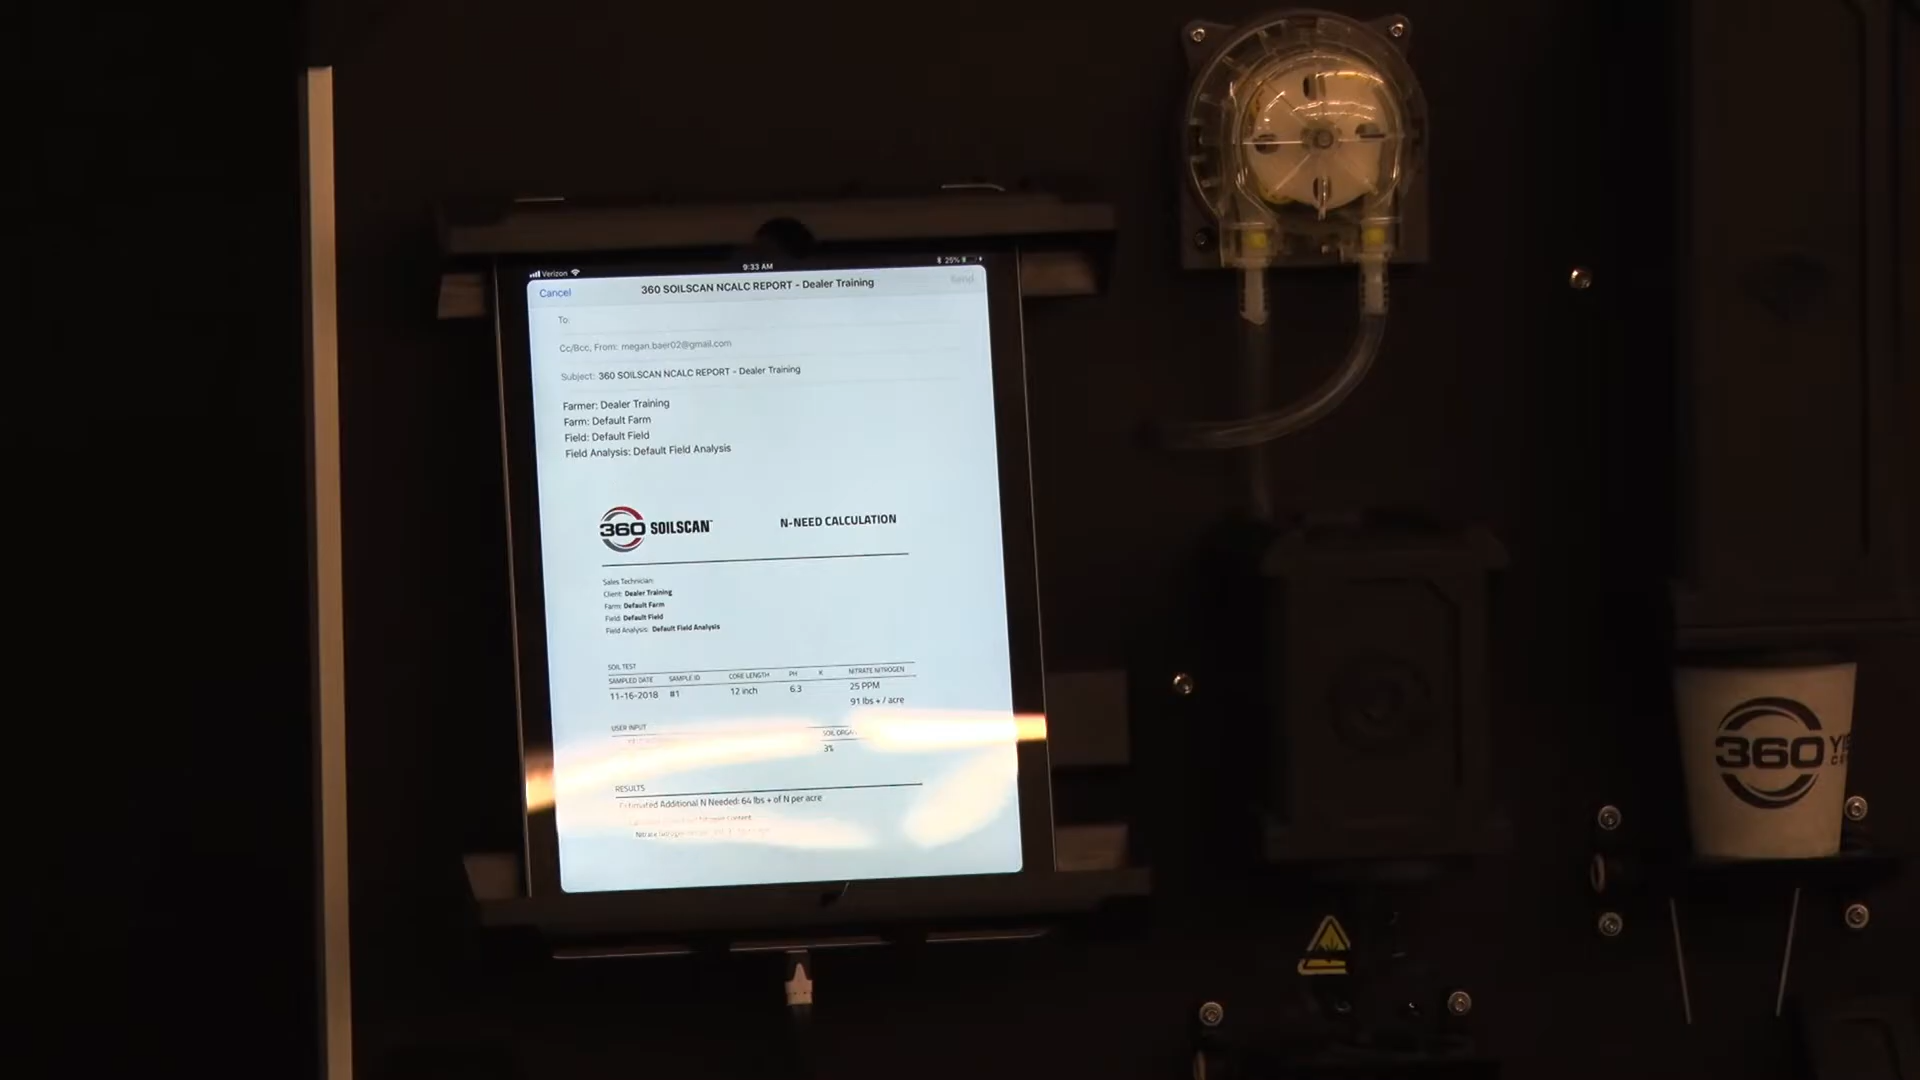 Verizon 9:33 AM 25%
Cancel 360 SOILSCAN NCALC REPORT - Dealer Training Send
To:
Cc/Bcc, From: megan.baer02@gmail.com
Subject: 360 SOILSCAN NCALC REPORT - Dealer Training
Farmer: Dealer Training
Farm: Default Farm
Field: Default Field
Field Analysis: Default Field Analysis
360 SOILSCAN N-NEED CALCULATION
Sales Technician:
Client: Dealer Training
Farm: Default Farm
Field: Default Field
Field Analysis: Default Field Analysis
SOIL TEST
SAMPLED DATE SAMPLE ID CORE LENGTH PH K NITRATE NITROGEN
11-16-2018 #1 12 inch 6.3 25 PPM
91 lbs + / acre
USER INPUT
SOIL
3%
RESULTS
Estimated Additional N Needed: 64 lbs + of N per acre
Content
360